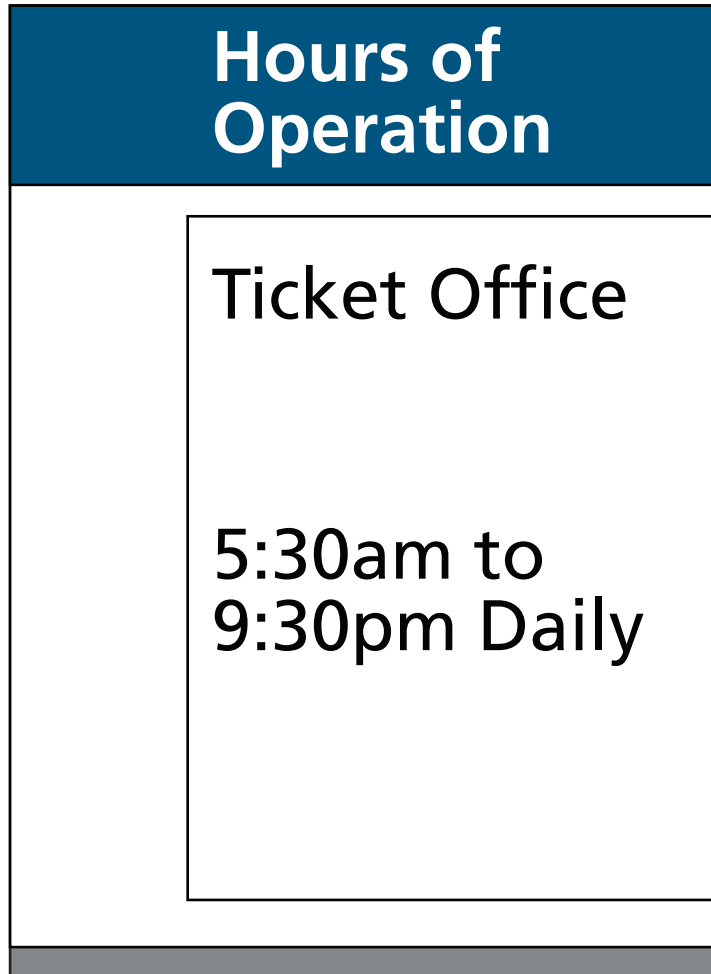 Hours of
Operation
Ticket Office
5:30am to
9:30pm Daily